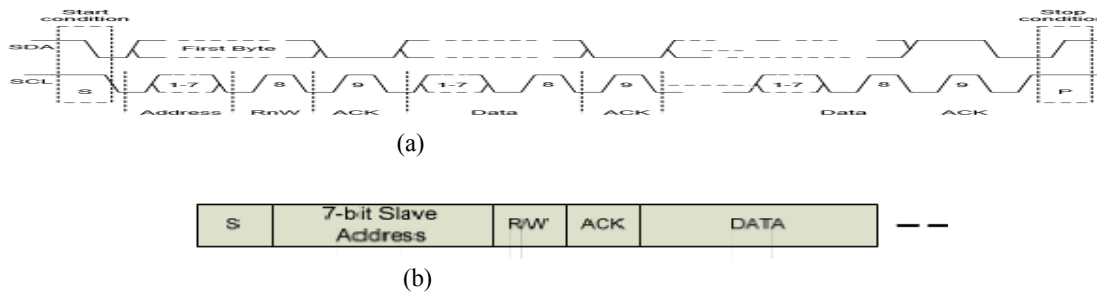 Start condition
Stop condition
SDA First Byte
SCL S 1-7 8 9 1-7 8 9 1-7 8 9 P
Address RnW ACK Data ACK Data ACK
(a)
S 7-bit Slave Address R/W' ACK DATA
(b)